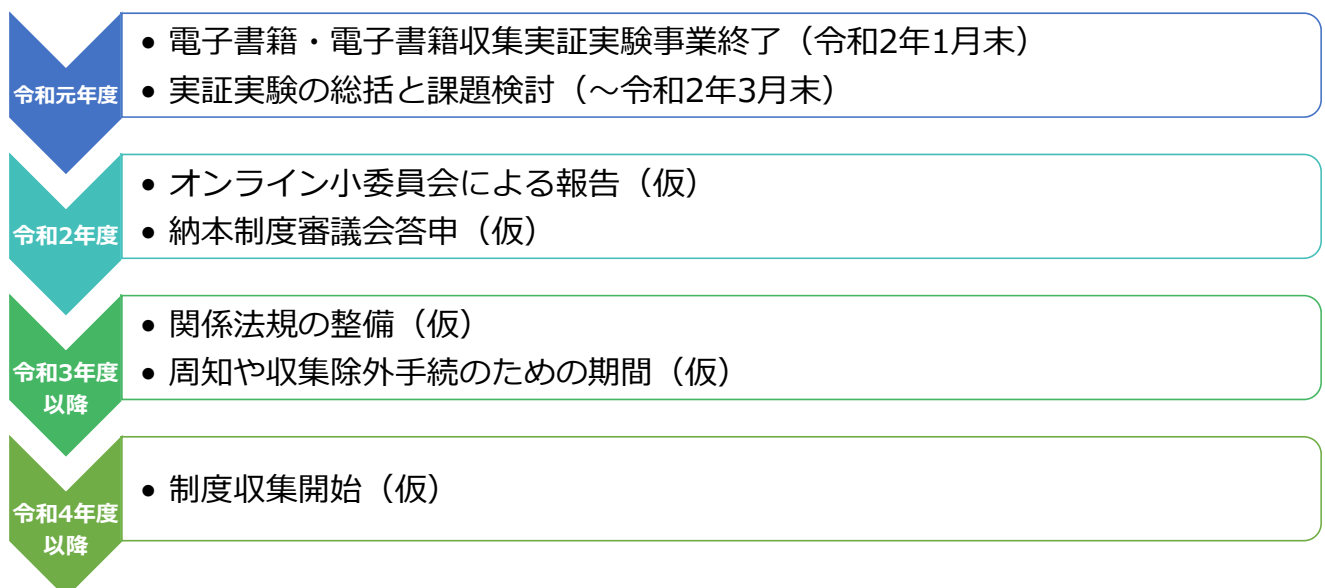 令和元年度
• 電子書籍・電子書籍収集実証実験事業終了（令和2年1月末）
• 実証実験の総括と課題検討（～令和2年3月末）
令和2年度
• オンライン小委員会による報告（仮）
• 納本制度審議会答申（仮）
令和3年度
以降
• 関係法規の整備（仮）
• 周知や収集除外手続のための期間（仮）
令和4年度
以降
• 制度収集開始（仮）